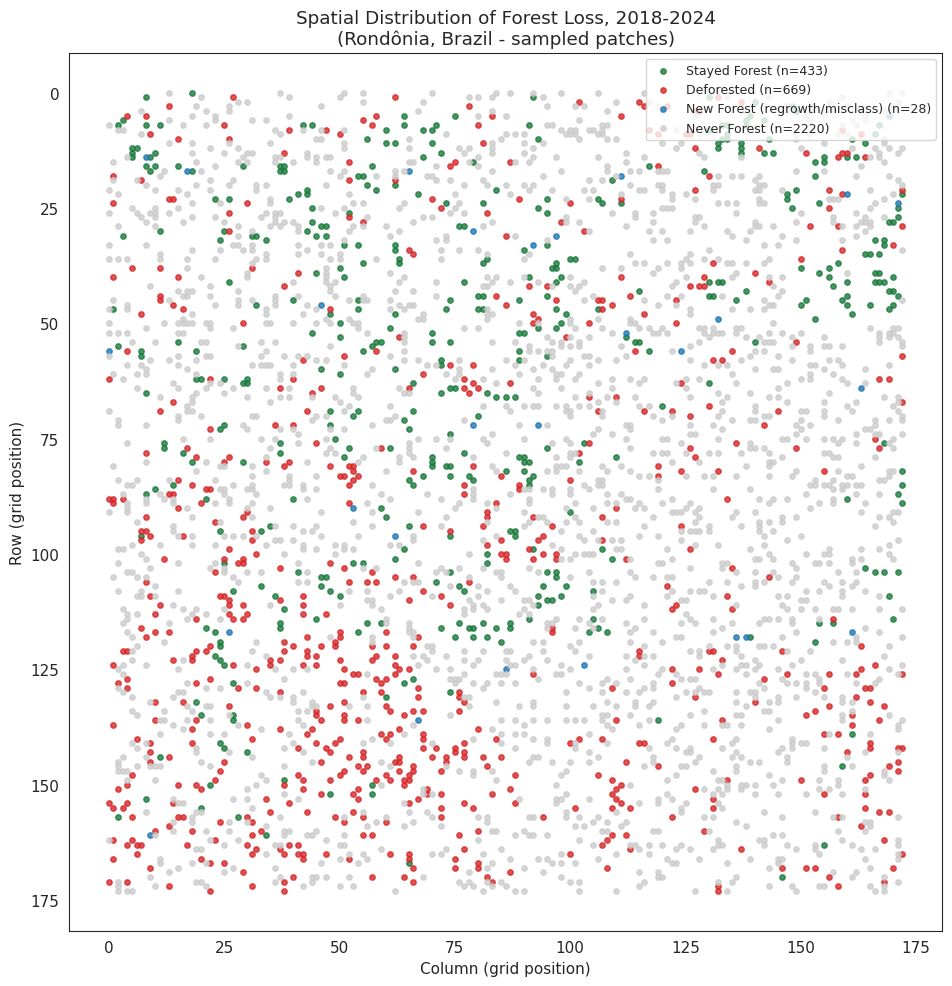 Spatial Distribution of Forest Loss, 2018-2024
(Rondônia, Brazil - sampled patches)
Stayed Forest (n=433)
Deforested (n=669)
New Forest (regrowth/misclass) (n=28)
Never Forest (n=2220)
Row (grid position)
0
25
50
75
100
125
150
175
0 25 50 75 100 125 150 175
Column (grid position)